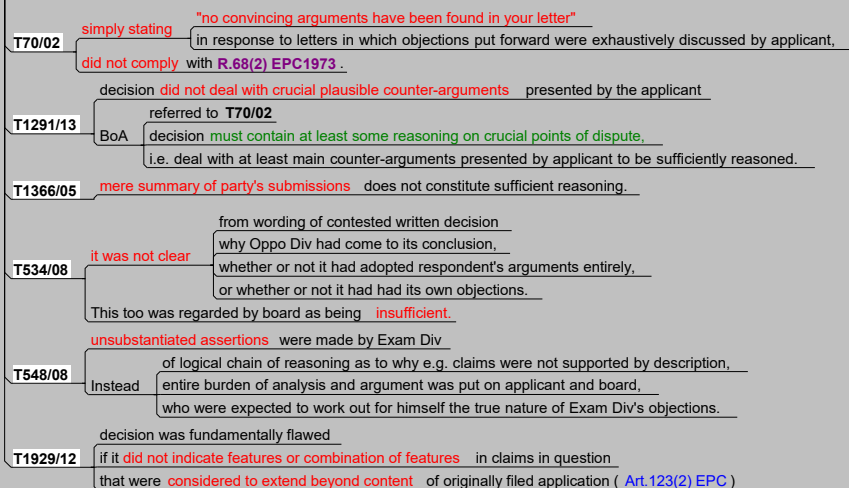 T70/02
simply stating
"no convincing arguments have been found in your letter"
in response to letters in which objections put forward were exhaustively discussed by applicant,
did not comply with R.68(2) EPC1973 .
T1291/13
decision did not deal with crucial plausible counter-arguments presented by the applicant
BoA
referred to T70/02
decision must contain at least some reasoning on crucial points of dispute,
i.e. deal with at least main counter-arguments presented by applicant to be sufficiently reasoned.
T1366/05
mere summary of party's submissions does not constitute sufficient reasoning.
T534/08
it was not clear
from wording of contested written decision
why Oppo Div had come to its conclusion,
whether or not it had adopted respondent's arguments entirely,
or whether or not it had had its own objections.
This too was regarded by board as being insufficient.
T548/08
unsubstantiated assertions were made by Exam Div
Instead
of logical chain of reasoning as to why e.g. claims were not supported by description,
entire burden of analysis and argument was put on applicant and board,
who were expected to work out for himself the true nature of Exam Div's objections.
T1929/12
decision was fundamentally flawed
if it did not indicate features or combination of features in claims in question
that were considered to extend beyond content of originally filed application ( Art.123(2) EPC )